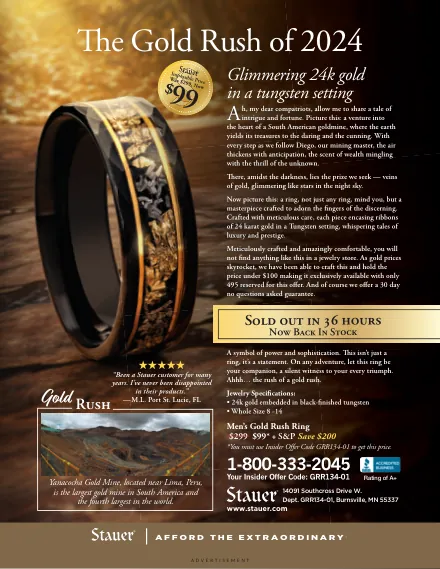 The Gold Rush of 2024
Stauer
Impossible Price
$99
Glimmering 24k gold
in a tungsten setting
Ah, my dear compatriots, allow me to share a tale of
intrigue and fortune. Picture this: a venture into
the heart of a South American goldmine, where the earth
yields its treasures to the daring and the cunning. With
every step as we follow Diego, our mining master, the air
thickens with anticipation, the scent of wealth mingling
with the thrill of the unknown.
There, amidst the darkness, lies the prize we seek — veins
of gold, glimmering like stars in the night sky.
Now picture this: a ring, not just any ring, mind you, but a
masterpiece crafted to adorn the fingers of the discerning.
Crafted with meticulous care, each piece encasing ribbons
of 24 karat gold in a Tungsten setting, whispering tales of
luxury and prestige.
Meticulously crafted and amazingly comfortable, you will
not find anything like this in a jewelry store. As gold prices
skyrocket, we have been able to craft this and hold the
price under $100 making it exclusively available with only
495 reserved for this offer. And of course we offer a 30 day
no questions asked guarantee.
Sold out in 36 hours
Now Back In Stock
A symbol of power and sophistication. This isn't just a
ring, it's a statement. On any adventure, let this ring be
your companion, a silent witness to your every triumph.
Ahhh… the rush of a gold rush.
Jewelry Specifications:
• 24k gold embedded in black-finished tungsten
• Whole Size 8 -14
Men's Gold Rush Ring
$299 $99* + S&P Save $200
*You must use Insider Offer Code GRR134-01 to get this price.
1-800-333-2045
Your Insider Offer Code: GRR134-01
ACCREDITED
BUSINESS
BBB
Rating of A+
Stauer
14091 Southcross Drive W.
Dept. GRR134-01, Burnsville, MN 55337
www.stauer.com
"Been a Stauer customer for many
years. I've never been disappointed
in their products."
—M.L. Port St. Lucie, FL
Gold
Rush
Yanacocha Gold Mine, located near Lima, Peru,
is the largest gold mine in South America and
the fourth largest in the world.
Stauer | AFFORD THE EXTRAORDINARY
ADVERTISEMENT